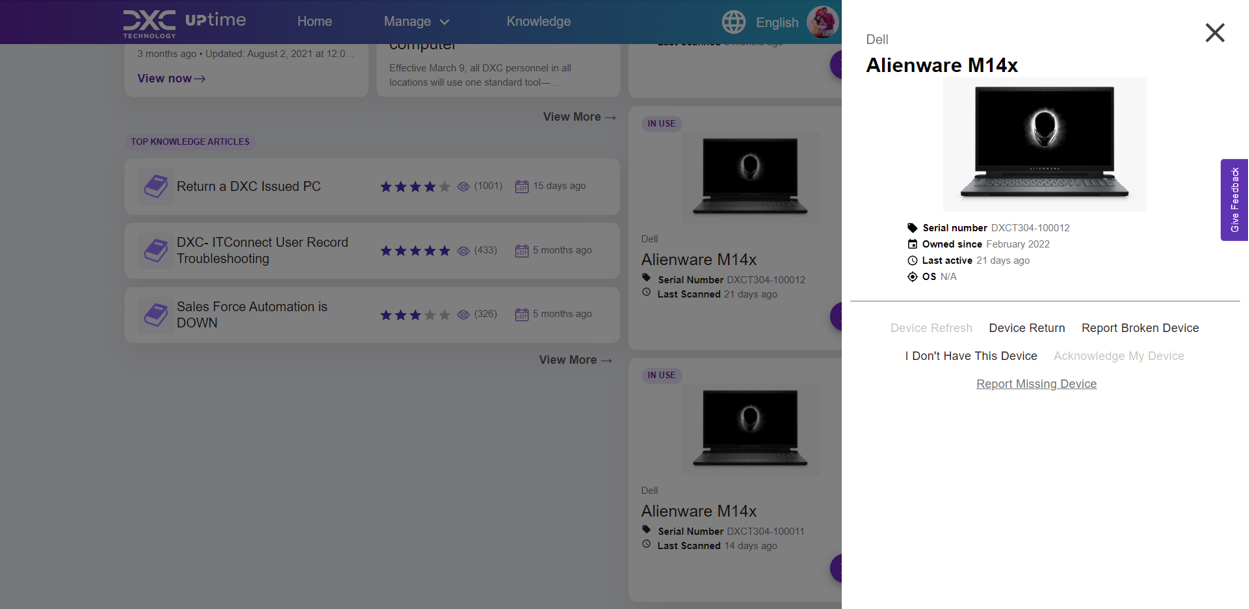 DXC
TECHNOLOGY
UPtime
Home
Manage
Knowledge
English
3 months ago • Updated: August 2, 2021 at 12:0...
View now→
computer
Effective March 9, all DXC personnel in all
locations will use one standard tool—...
View More →
TOP KNOWLEDGE ARTICLES
Return a DXC Issued PC
(1001)
15 days ago
DXC- ITConnect User Record
Troubleshooting
(433)
5 months ago
Sales Force Automation is
DOWN
(326)
5 months ago
View More →
IN USE
Dell
Alienware M14x
Serial Number DXCT304-100012
Last Scanned 21 days ago
IN USE
Dell
Alienware M14x
Serial Number DXCT304-100011
Last Scanned 14 days ago
Dell
Alienware M14x
ALIENWARE
Serial number DXCT304-100012
Owned since February 2022
Last active 21 days ago
OS N/A
Device Refresh Device Return Report Broken Device
I Don't Have This Device Acknowledge My Device
Report Missing Device
Give Feedback